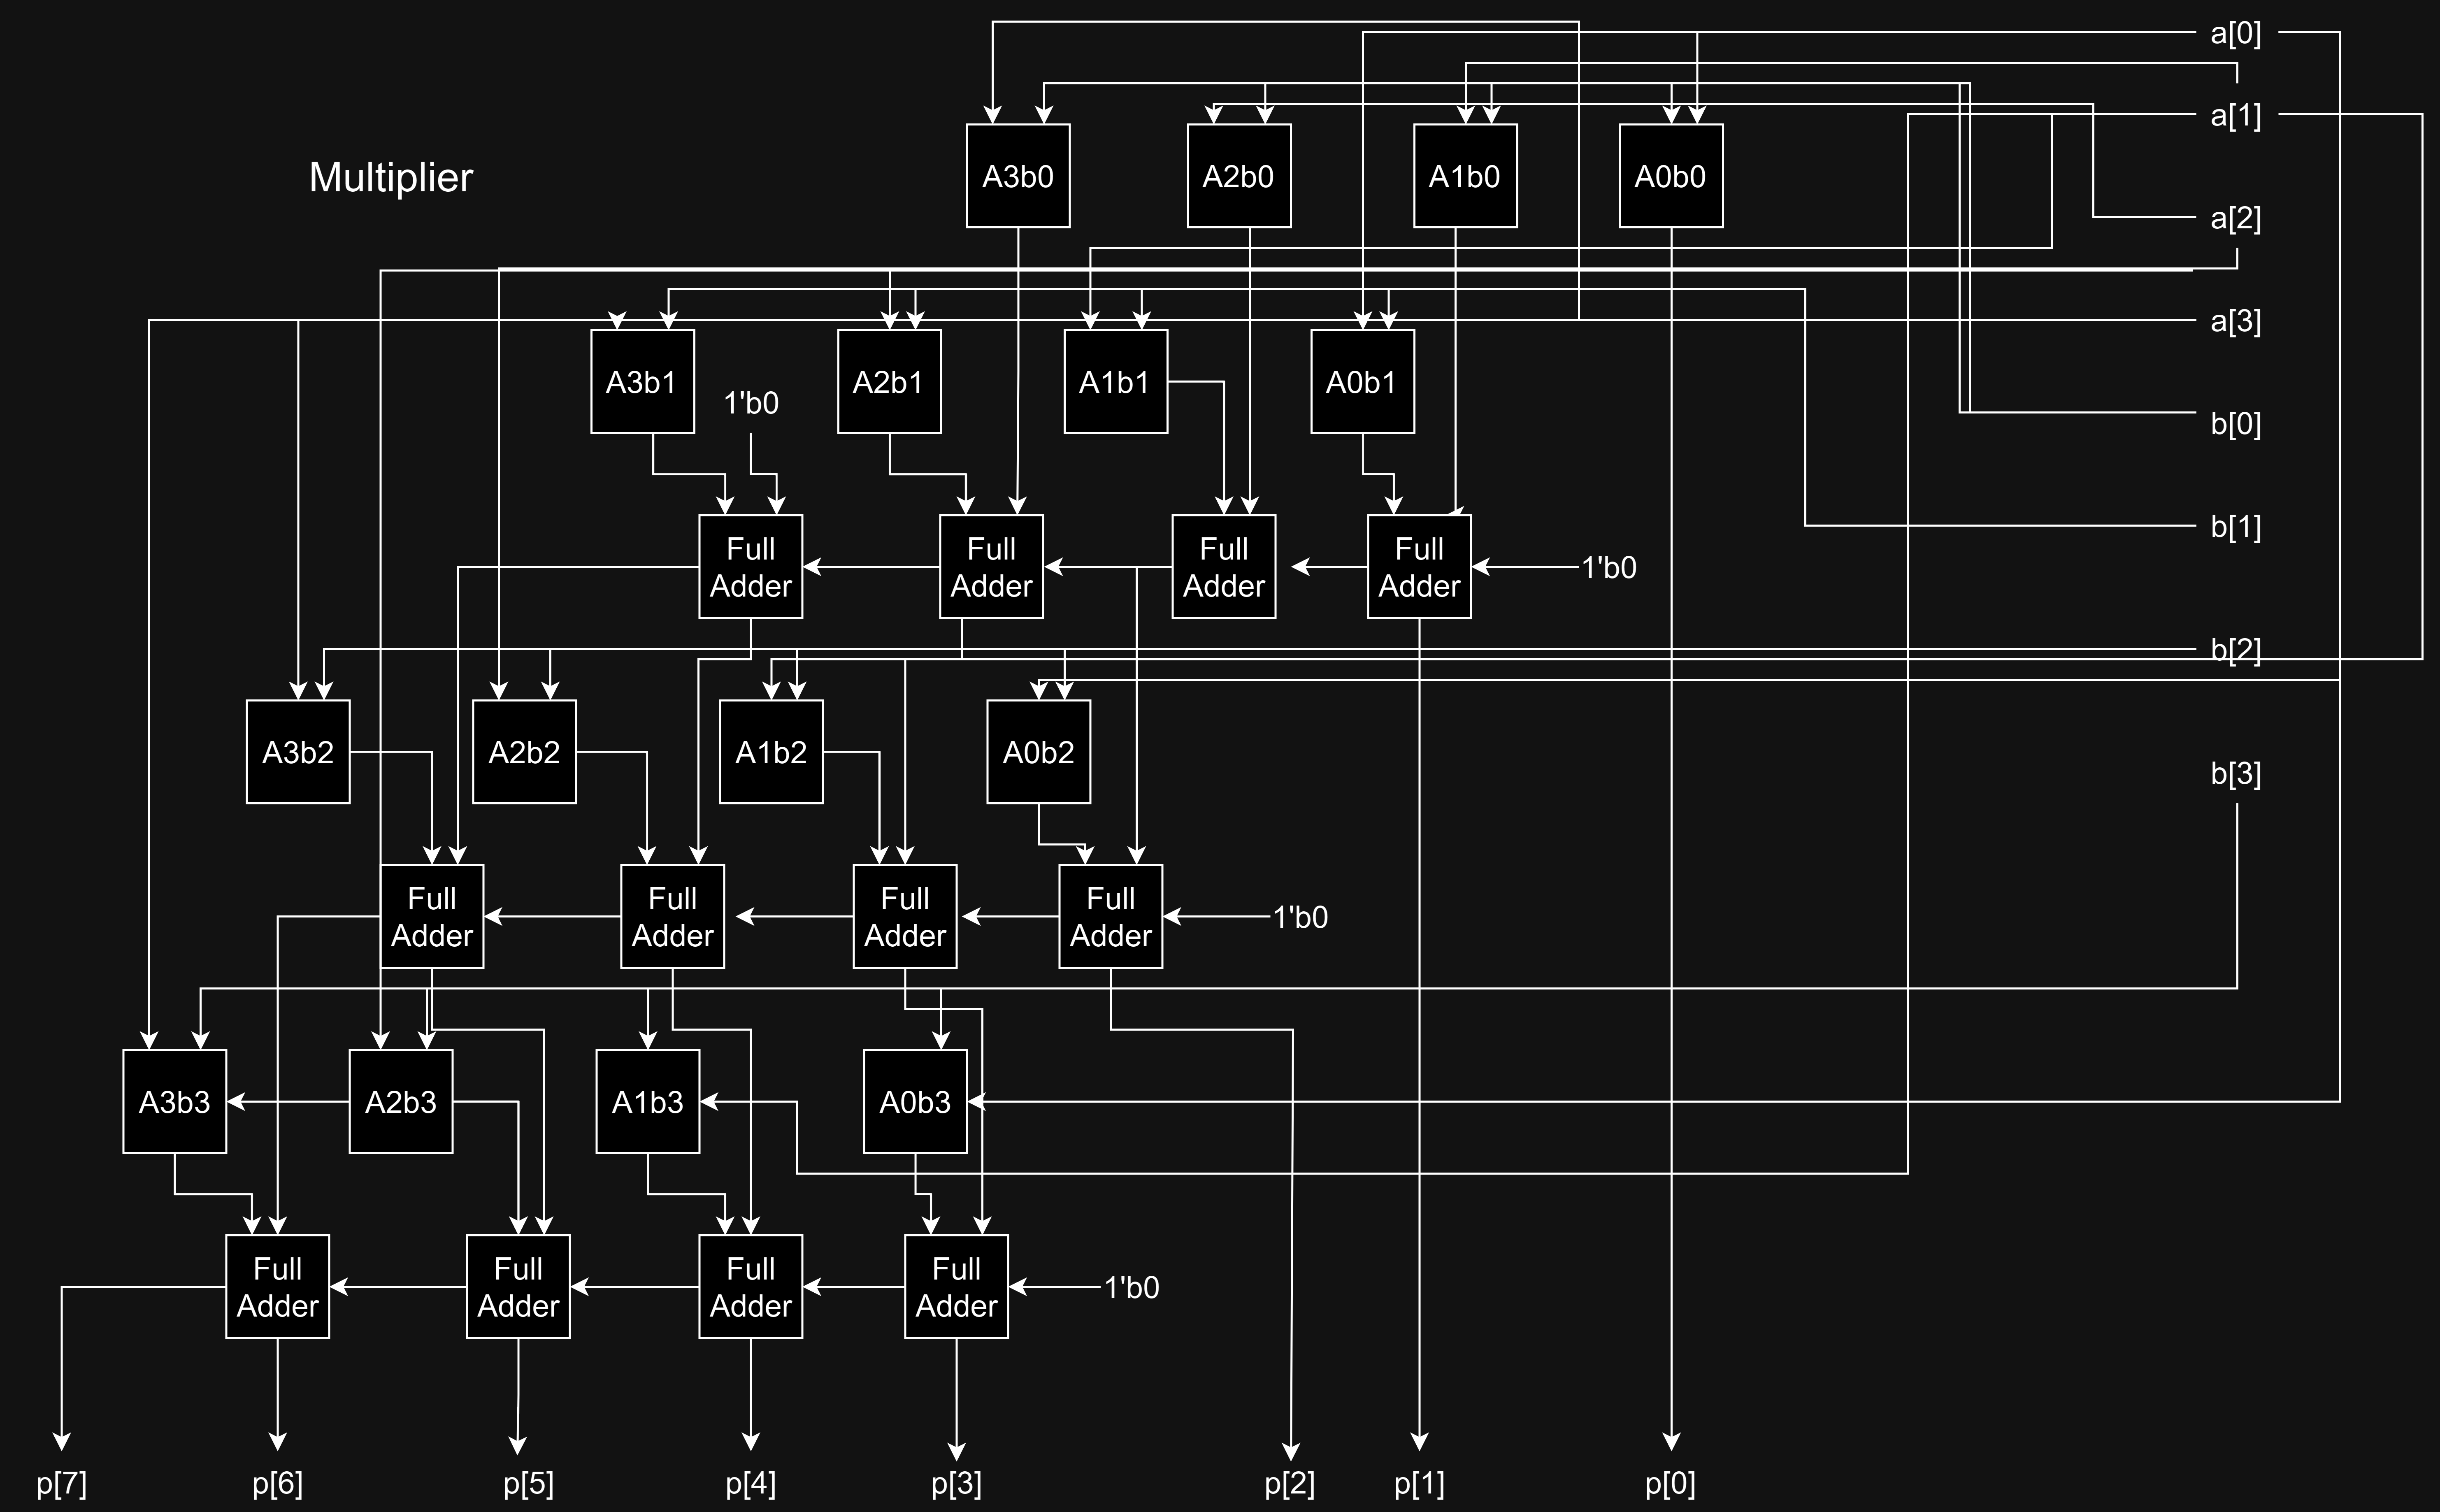 a[0]
a[1]
Multiplier
A3b0
A2b0
A1b0
A0b0
a[2]
a[3]
A3b1
A2b1
A1b1
A0b1
1'b0
b[0]
b[1]
Full
Adder
Full
Adder
Full
Adder
Full
Adder
1'b0
b[2]
A3b2
A2b2
A1b2
A0b2
b[3]
Full
Adder
Full
Adder
Full
Adder
Full
Adder
1'b0
A3b3
A2b3
A1b3
A0b3
Full
Adder
Full
Adder
Full
Adder
Full
Adder
1'b0
p[7]
p[6]
p[5]
p[4]
p[3]
p[2]
p[1]
p[0]